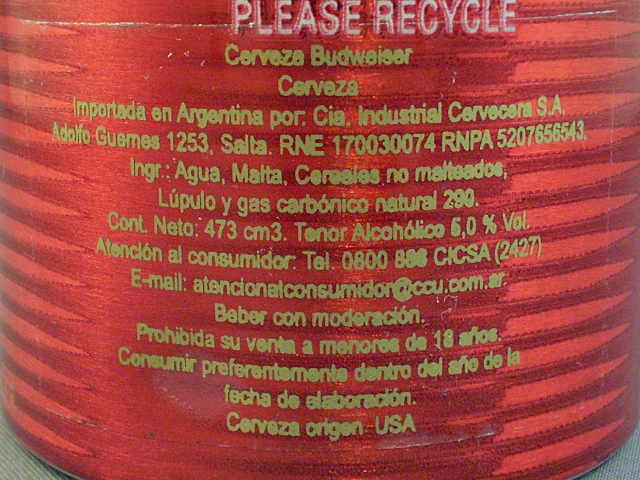 PLEASE RECYCLE
Cerveza Budweiser
Cerveza
Importada en Argentina por: Cia. Industrial Cervecera S.A.
Adolfo Guemes 1253, Salta. RNE 170030074 RNPA 5207656543.
Ingr.: Agua, Malta, Cereales no malteados,
Lúpulo y gas carbónico natural 290.
Cont. Neto: 473 cm3. Tenor Alcohólico 5,0 % Vol.
Atención al consumidor: Tel. 0800 888 CICSA (2427)
E-mail: atencionalconsumidor@ccu.com.ar.
Beber con moderación.
Prohibida su venta a menores de 18 años.
Consumir preferentemente dentro del año de la
fecha de elaboración.
Cerveza origen USA